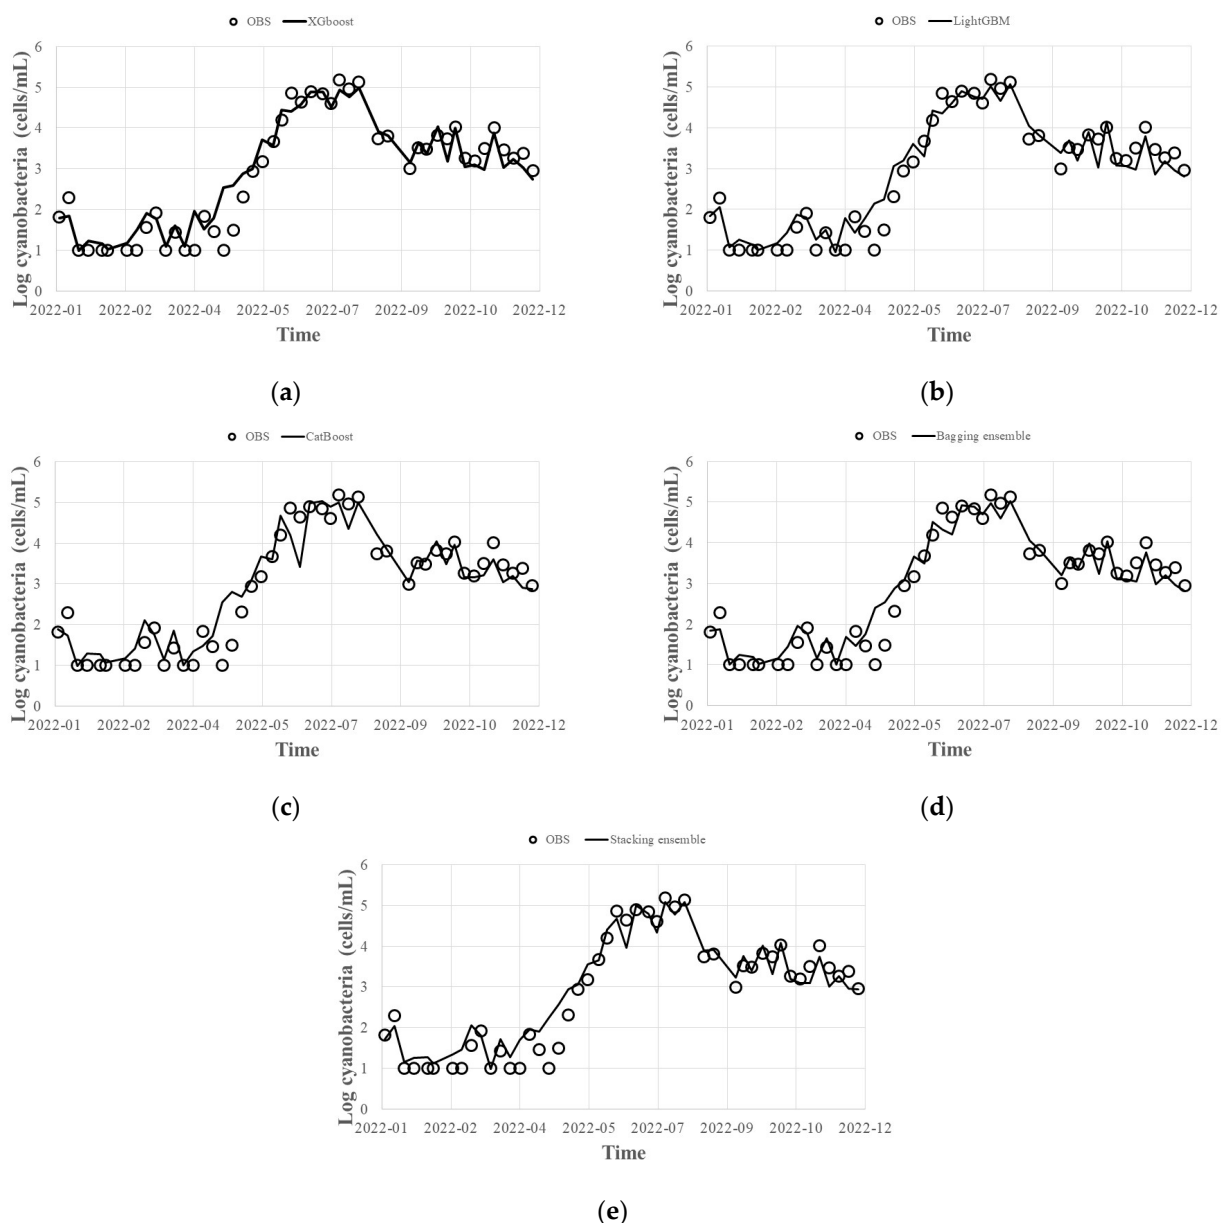 OBS XGboost
Log cyanobacteria (cells/mL)
6
5
4
3
2
1
0
2022-01 2022-02 2022-04 2022-05 2022-07 2022-09 2022-10 2022-12
Time
(a)
OBS LightGBM
Log cyanobacteria (cells/mL)
6
5
4
3
2
1
0
2022-01 2022-02 2022-04 2022-05 2022-07 2022-09 2022-10 2022-12
Time
(b)
OBS CatBoost
Log cyanobacteria (cells/mL)
6
5
4
3
2
1
0
2022-01 2022-02 2022-04 2022-05 2022-07 2022-09 2022-10 2022-12
Time
(c)
OBS Bagging ensemble
Log cyanobacteria (cells/mL)
6
5
4
3
2
1
0
2022-01 2022-02 2022-04 2022-05 2022-07 2022-09 2022-10 2022-12
Time
(d)
OBS Stacking ensemble
Log cyanobacteria (cells/mL)
6
5
4
3
2
1
0
2022-01 2022-02 2022-04 2022-05 2022-07 2022-09 2022-10 2022-12
Time
(e)